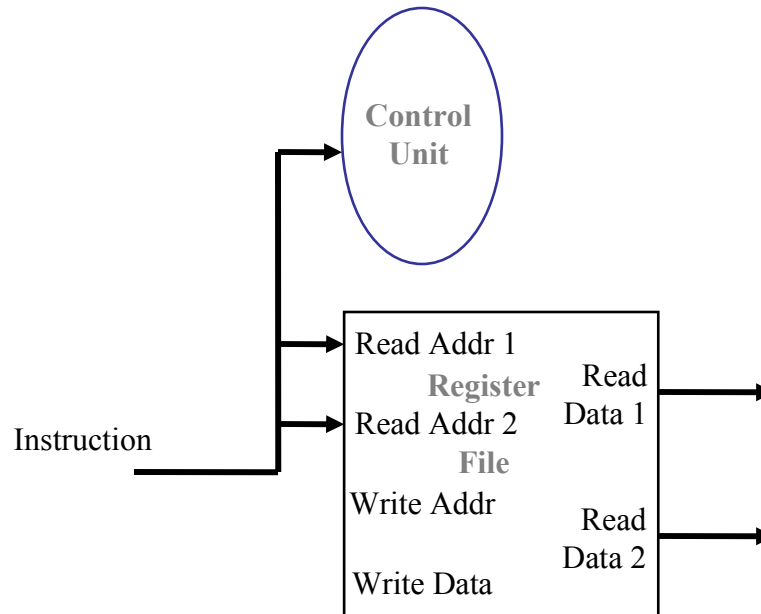 Control
Unit
Instruction
Read Addr 1
Register
Read Addr 2
File
Write Addr
Write Data
Read
Data 1
Read
Data 2